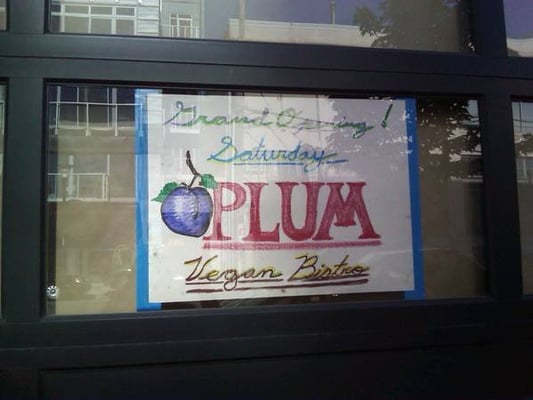 Grand Opening!
Saturday
PLUM
Vegan Bistro